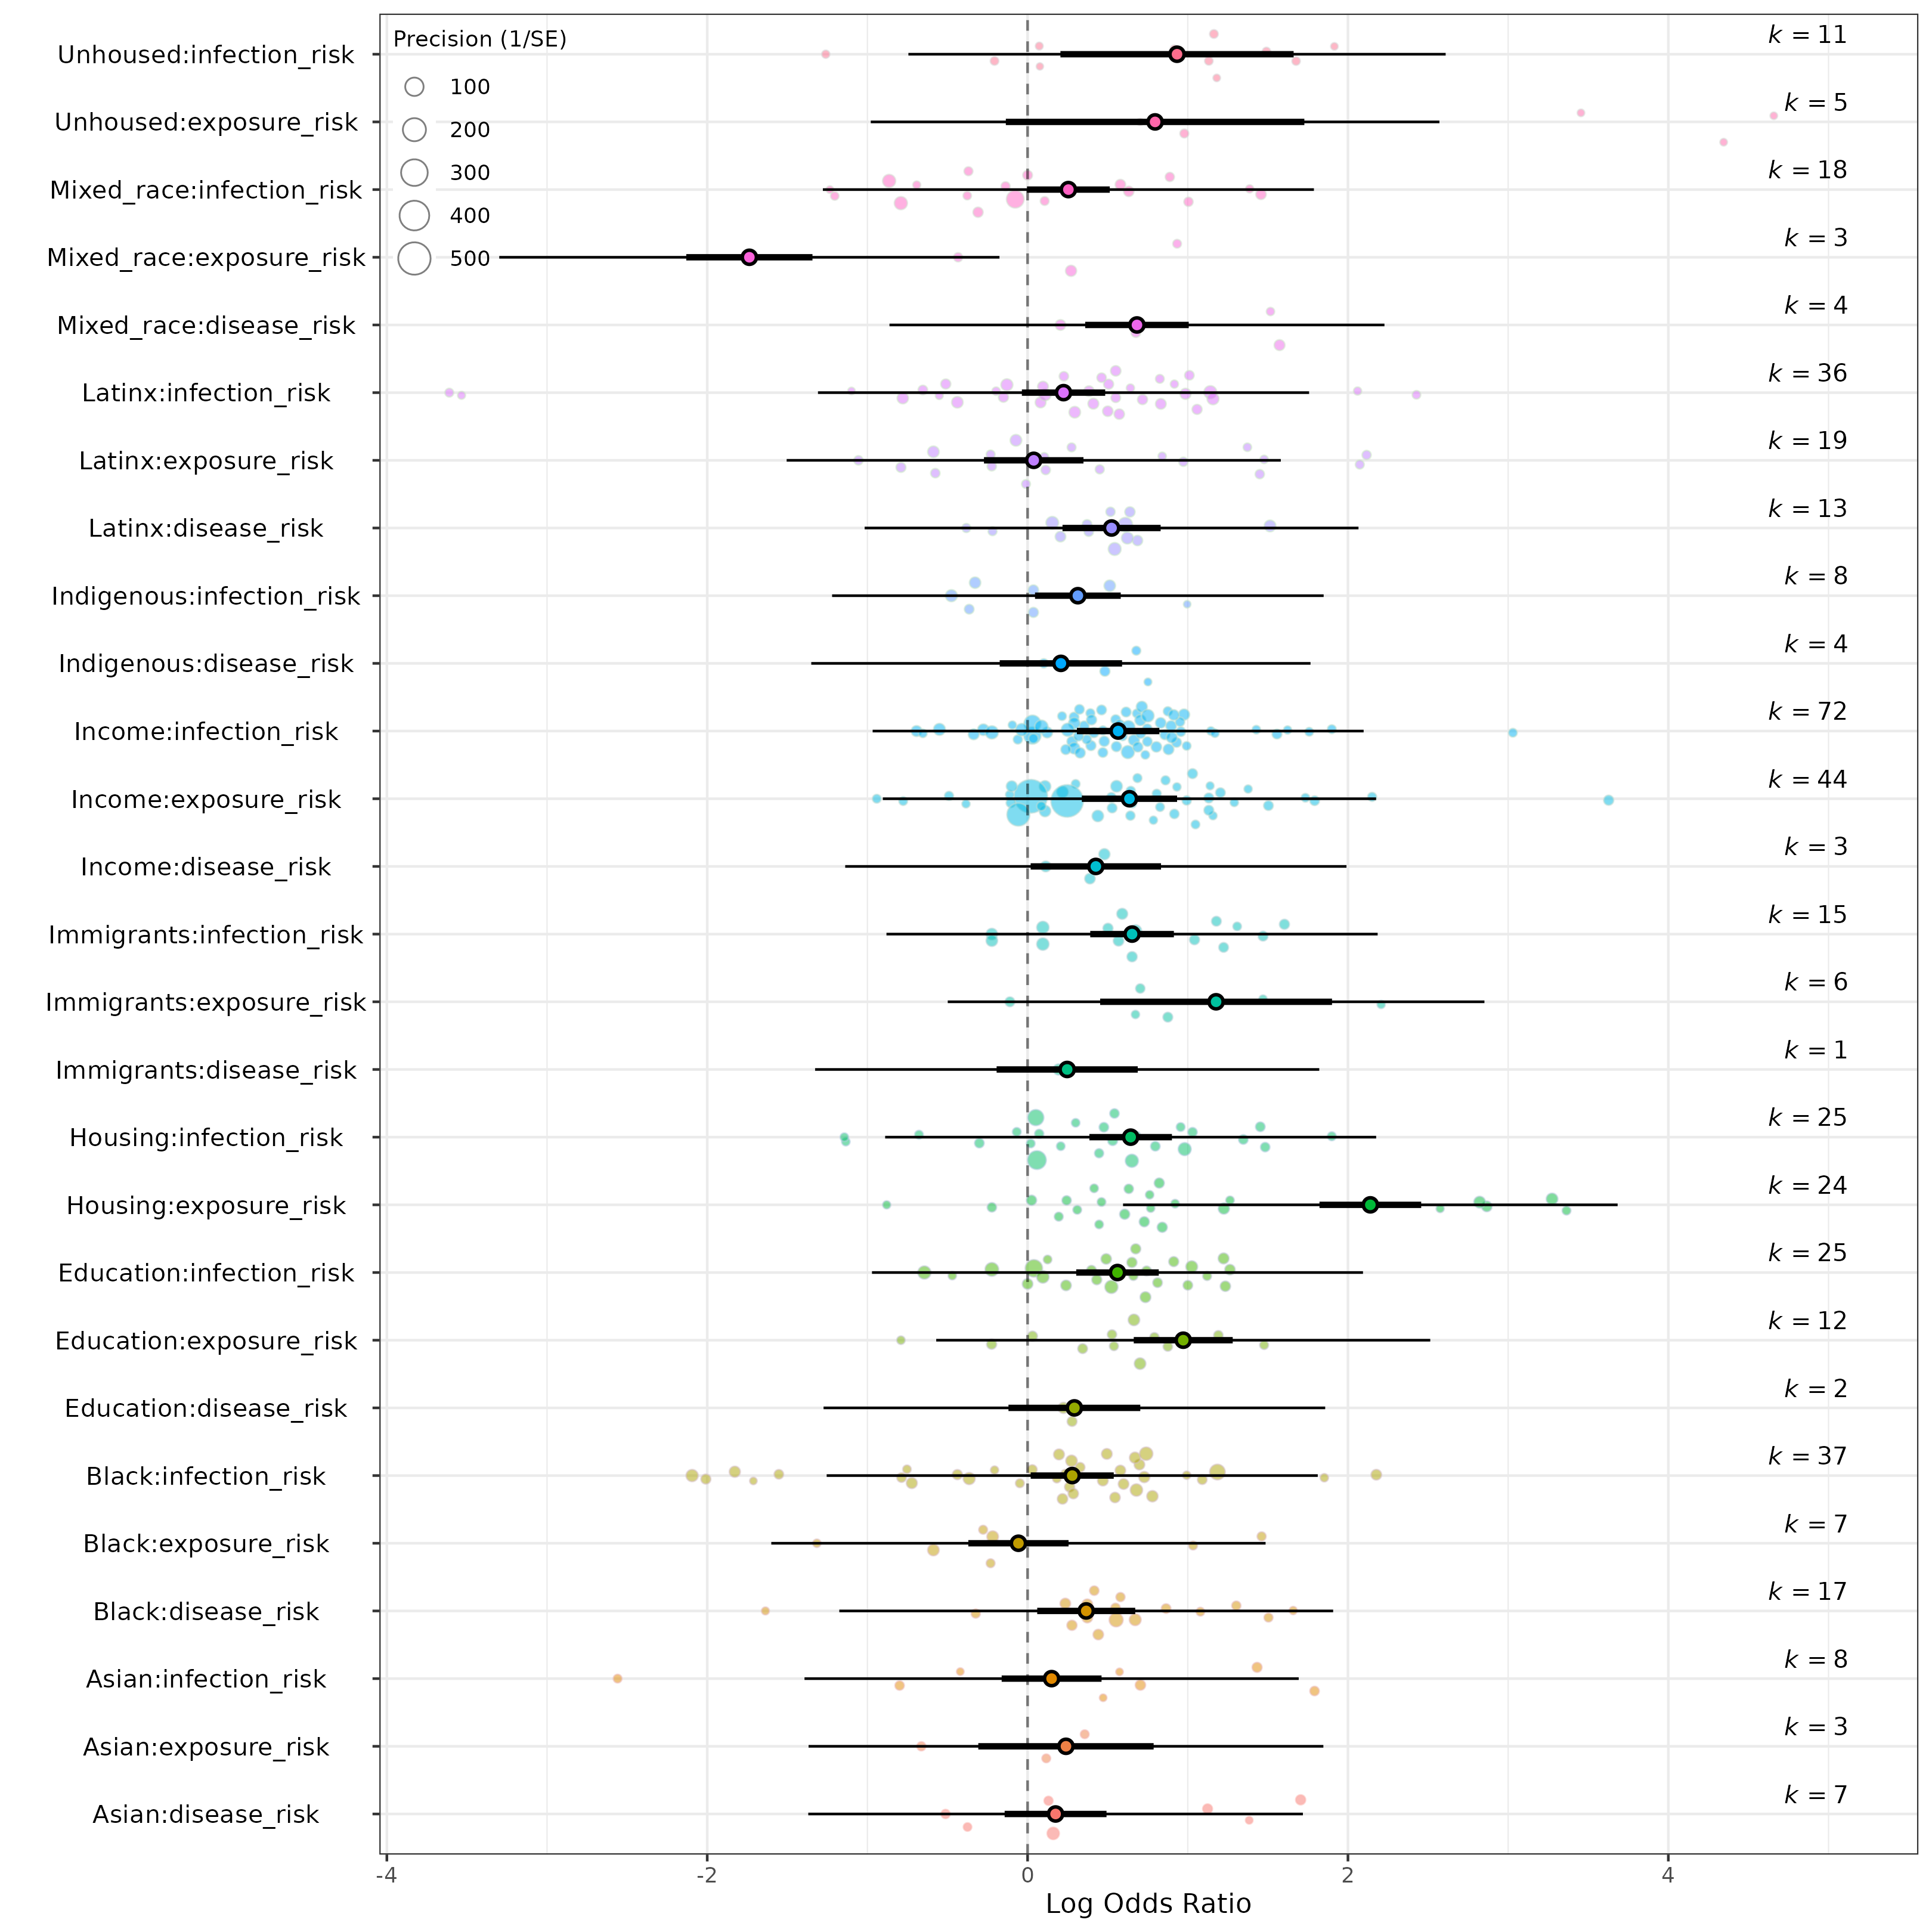 Precision (1/SE)
100
200
300
400
500
Unhoused:infection_risk k = 11
Unhoused:exposure_risk k = 5
Mixed_race:infection_risk k = 18
Mixed_race:exposure_risk k = 3
Mixed_race:disease_risk k = 4
Latinx:infection_risk k = 36
Latinx:exposure_risk k = 19
Latinx:disease_risk k = 13
Indigenous:infection_risk k = 8
Indigenous:disease_risk k = 4
Income:infection_risk k = 72
Income:exposure_risk k = 44
Income:disease_risk k = 3
Immigrants:infection_risk k = 15
Immigrants:exposure_risk k = 6
Immigrants:disease_risk k = 1
Housing:infection_risk k = 25
Housing:exposure_risk k = 24
Education:infection_risk k = 25
Education:exposure_risk k = 12
Education:disease_risk k = 2
Black:infection_risk k = 37
Black:exposure_risk k = 7
Black:disease_risk k = 17
Asian:infection_risk k = 8
Asian:exposure_risk k = 3
Asian:disease_risk k = 7
-4 -2 0 2 4
Log Odds Ratio